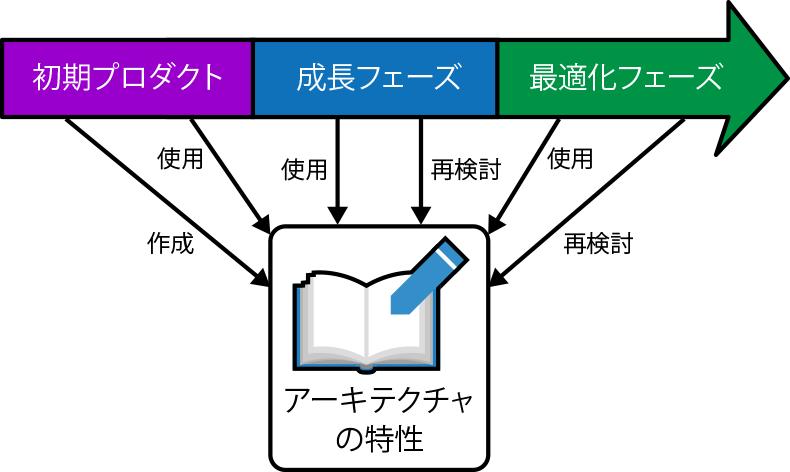 初期プロダクト
成長フェーズ
最適化フェーズ
使用
使用
再検討
使用
作成
再検討
アーキテクチャ
の特性